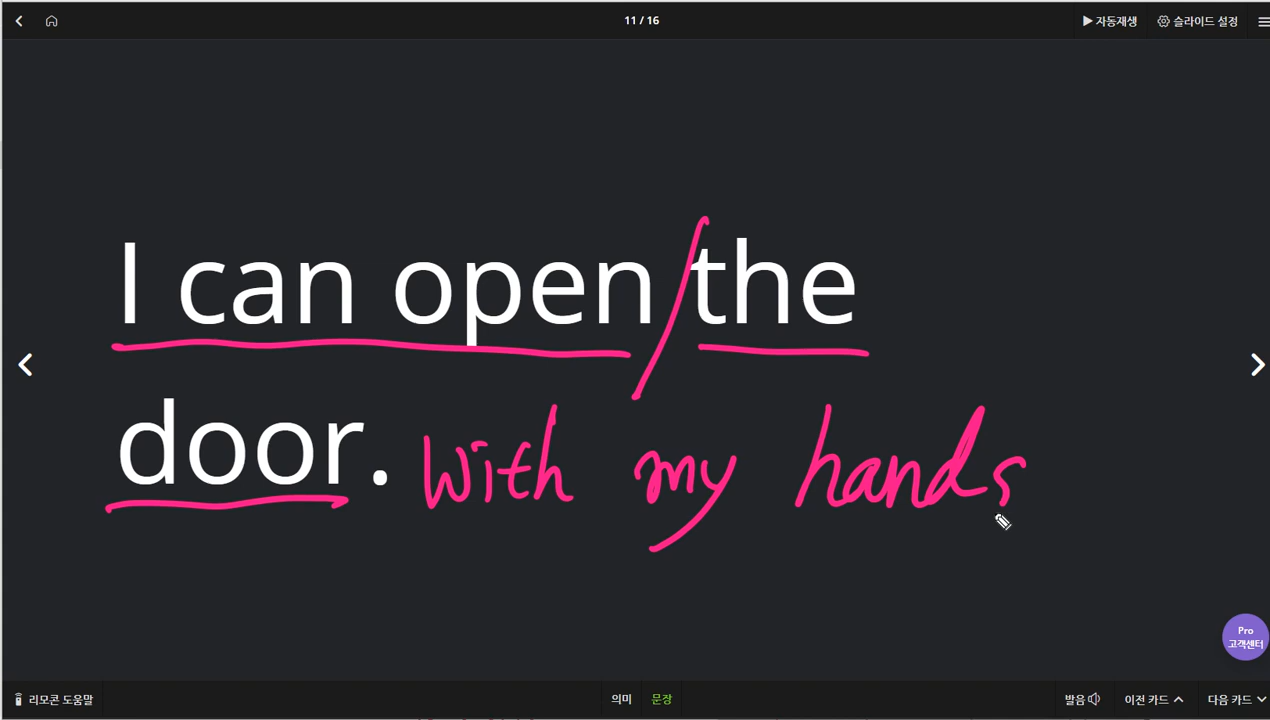 11 / 16
자동재생
슬라이드 설정
I can open / the
door. With my hands
Pro
고객센터
리모콘 도움말
의미
문장
발음
이전 카드
다음 카드